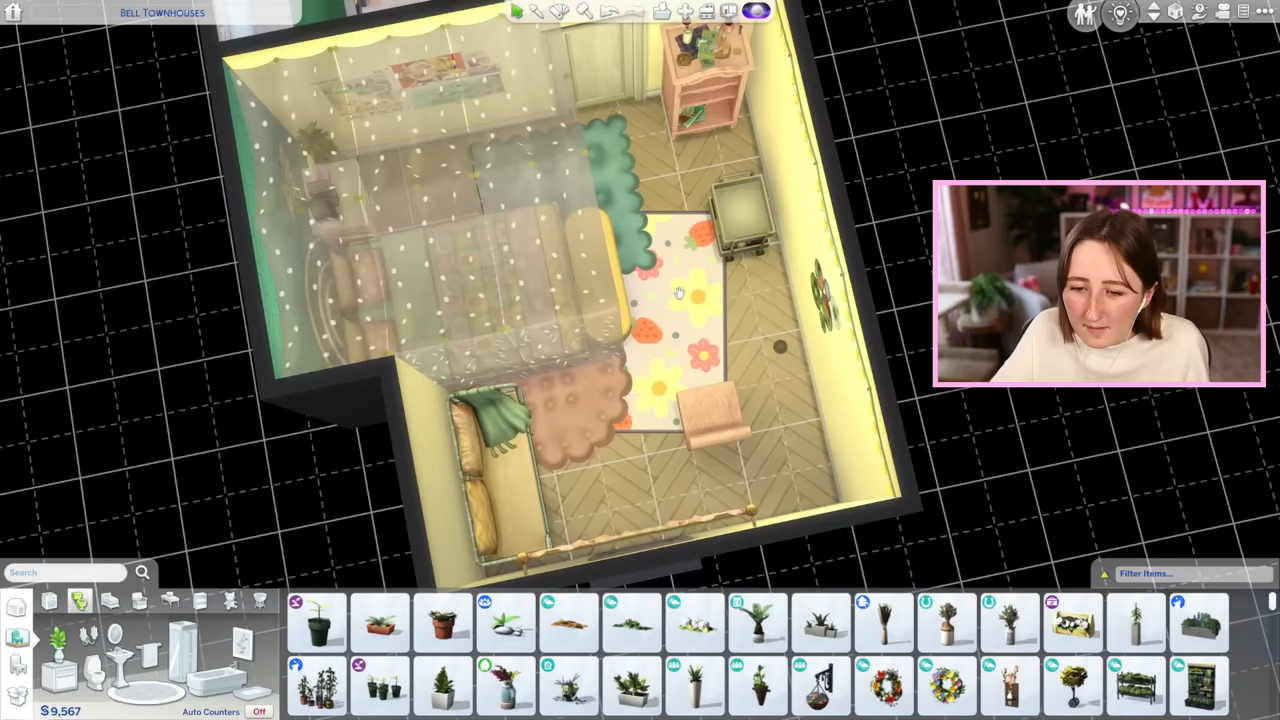 BELL TOWNHOUSES
Search
Filter Items...
$9,567
Auto Counters
Off